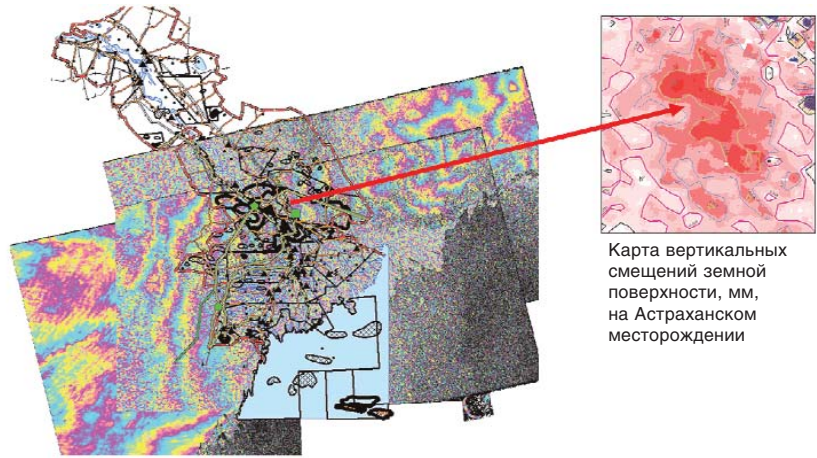 Карта вертикальных
смещений земной
поверхности, мм,
на Астраханском
месторождении